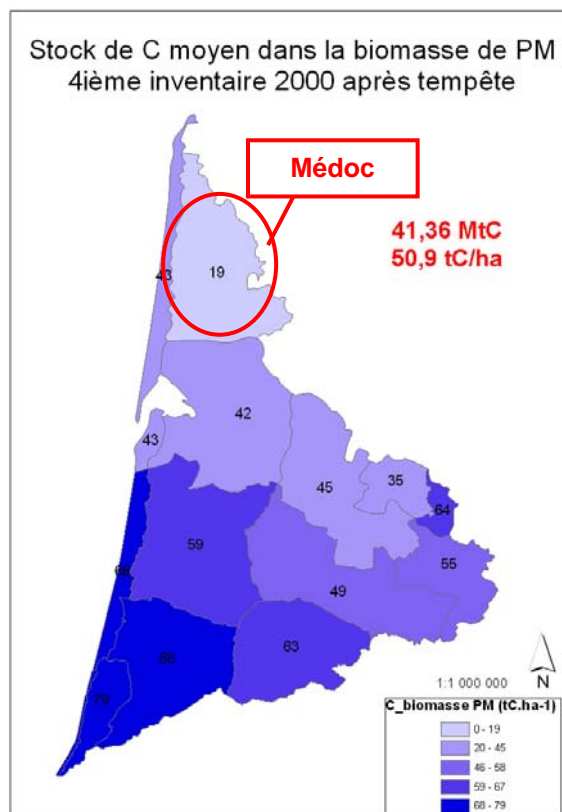 Stock de C moyen dans la biomasse de PM
4ième inventaire 2000 après tempête
Médoc
41,36 MtC
50,9 tC/ha
43
19
42
43
45
35
64
59
55
49
68
63
79
1:1 000 000
N
C_biomasse PM (tC.ha-1)
0 - 19
20 - 45
46 - 58
59 - 67
68 - 79